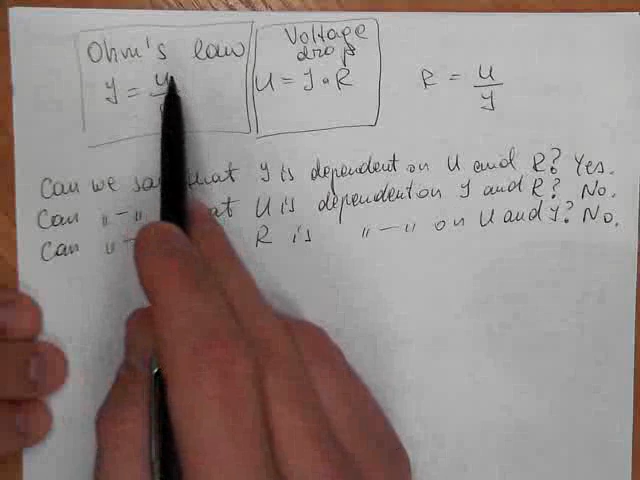 Ohm's law
Voltage
drop
I = U
U = I • R
R = U
I
Can we say that I is dependent on U and R? Yes.
Can "—" at U is dependent on I and R? No.
Can "— R is "—" on U and I? No.